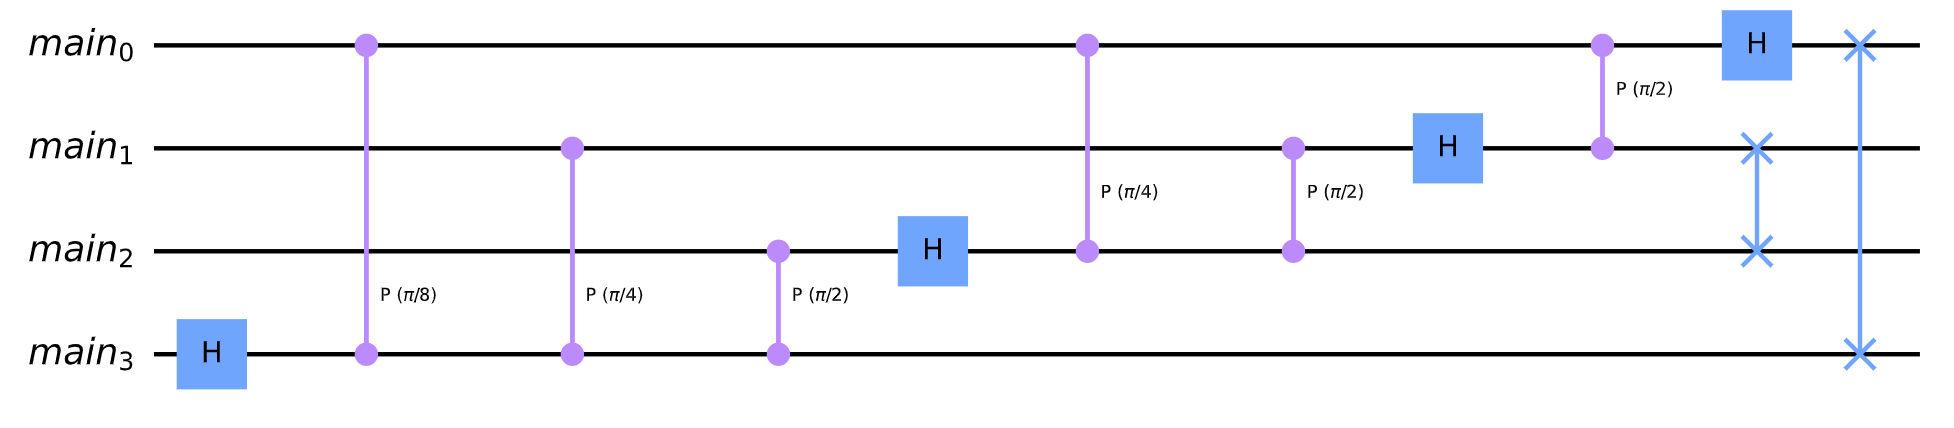 main0
H
P (π/2)
main1
H
P (π/4)
P (π/2)
main2
H
P (π/8)
P (π/4)
P (π/2)
main3
H